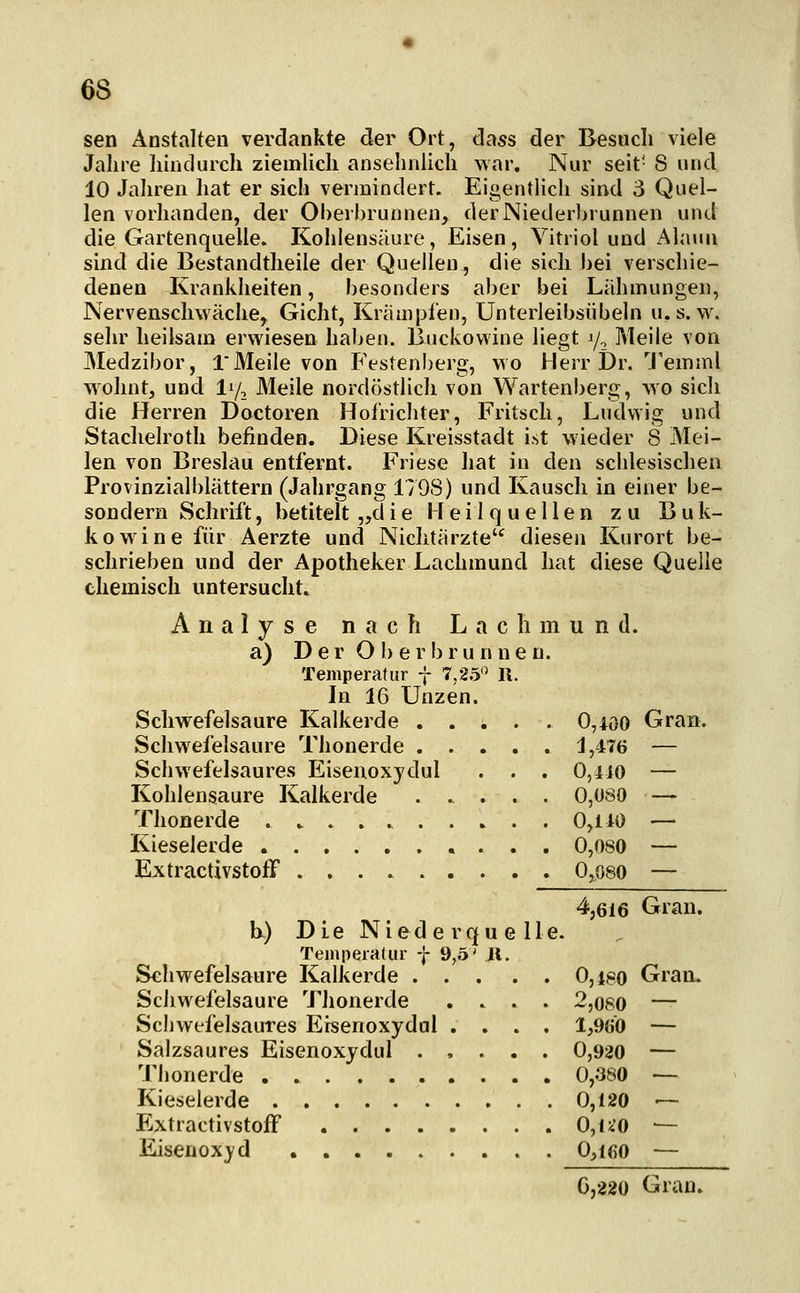 68
sen Anstalten verdankte der Ort, dass der Besuch viele
Jahre hindurch ziemlich ansehnlich war. Nur seit 8 und
10 Jahren hat er sich vermindert. Eigentlich sind 3 Quel-
len vorhanden, der Oberbrunnen, der Niederbrunnen und
die Gartenquelle. Kohlensäure, Eisen, Vitriol und Alaun
sind die Bestandtheile der Quellen, die sich bei verschie-
denen Krankheiten, besonders aber bei Lähmungen,
Nervenschwäche, Gicht, Krämpfen, Unterleibsübeln u. s. w.
sehr heilsam erwiesen haben. Buckowine liegt ½ Meile von
Medzibor, 1 Meile von Festenberg, wo Herr Dr. Temml
wohnt, und 1½ Meile nordöstlich von Wartenberg, wo sich
die Herren Doctoren Hofrichter, Fritsch, Ludwig und
Stachelroth befinden. Diese Kreisstadt ist wieder 8 Mei-
len von Breslau entfernt. Friese hat in den schlesischen
Provinzialblättern (Jahrgang 1798) und Kausch in einer be-
sondern Schrift, betitelt „die Heilquellen zu Buk-
kowine für Aerzte und Nichtärzte“ diesen Kurort be-
schrieben und der Apotheker Lachmund hat diese Quelle
chemisch untersucht.
Analyse nach Lachmund.
a) Der Oberbrunnen.
Temperatur † 7,25⁰ R.
In 16 Unzen.
Schwefelsaure Kalkerde . . . . . 0,400 Gran.
Schwefelsaure Thonerde . . . . . 1,476 —
Schwefelsaures Eisenoxydul . . . 0,440 —
Kohlensaure Kalkerde . . . . . 0,080 —
Thonerde . . . . . . . . . . 0,140 —
Kieselerde . . . . . . . . . . 0,080 —
Extractivstoff . . . . . . . . . 0,080 —
4,616 Gran.
b) Die Niederquelle.
Temperatur † 9,5⁰ R.
Schwefelsaure Kalkerde . . . . . 0,480 Gran.
Schwefelsaure Thonerde . . . . 2,080 —
Schwefelsaures Eisenoxydul . . . . 1,960 —
Salzsaures Eisenoxydul . . . . . 0,920 —
Thonerde . . . . . . . . . . 0,380 —
Kieselerde . . . . . . . . . . 0,120 —
Extractivstoff . . . . . . . . 0,120 —
Eisenoxyd . . . . . . . . . . 0,160 —
6,220 Gran.